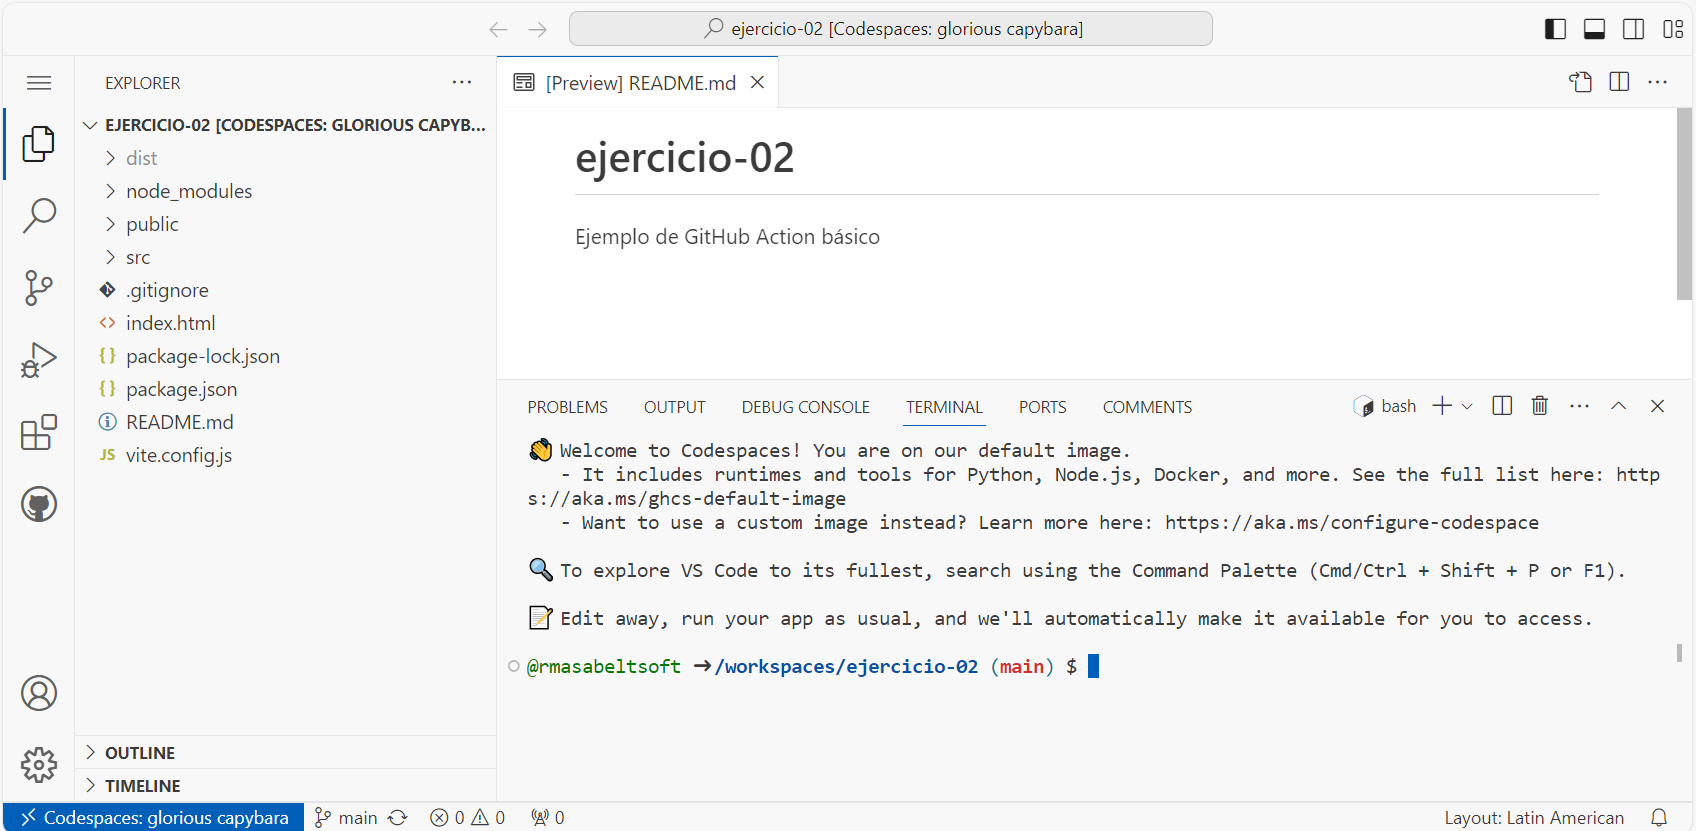 ejercicio-02 [Codespaces: glorious capybara]
EXPLORER
EJERCICIO-02 [CODESPACES: GLORIOUS CAPYB...
dist
node_modules
public
src
.gitignore
index.html
package-lock.json
package.json
README.md
JS vite.config.js
OUTLINE
TIMELINE
[Preview] README.md
ejercicio-02
Ejemplo de GitHub Action básico
PROBLEMS OUTPUT DEBUG CONSOLE TERMINAL PORTS COMMENTS bash
👋 Welcome to Codespaces! You are on our default image.
- It includes runtimes and tools for Python, Node.js, Docker, and more. See the full list here: http
s://aka.ms/ghcs-default-image
- Want to use a custom image instead? Learn more here: https://aka.ms/configure-codespace
🔍 To explore VS Code to its fullest, search using the Command Palette (Cmd/Ctrl + Shift + P or F1).
📝 Edit away, run your app as usual, and we'll automatically make it available for you to access.
@rmasabeltsoft ➜ /workspaces/ejercicio-02 (main) $
Codespaces: glorious capybara main 0 0 0 Layout: Latin American